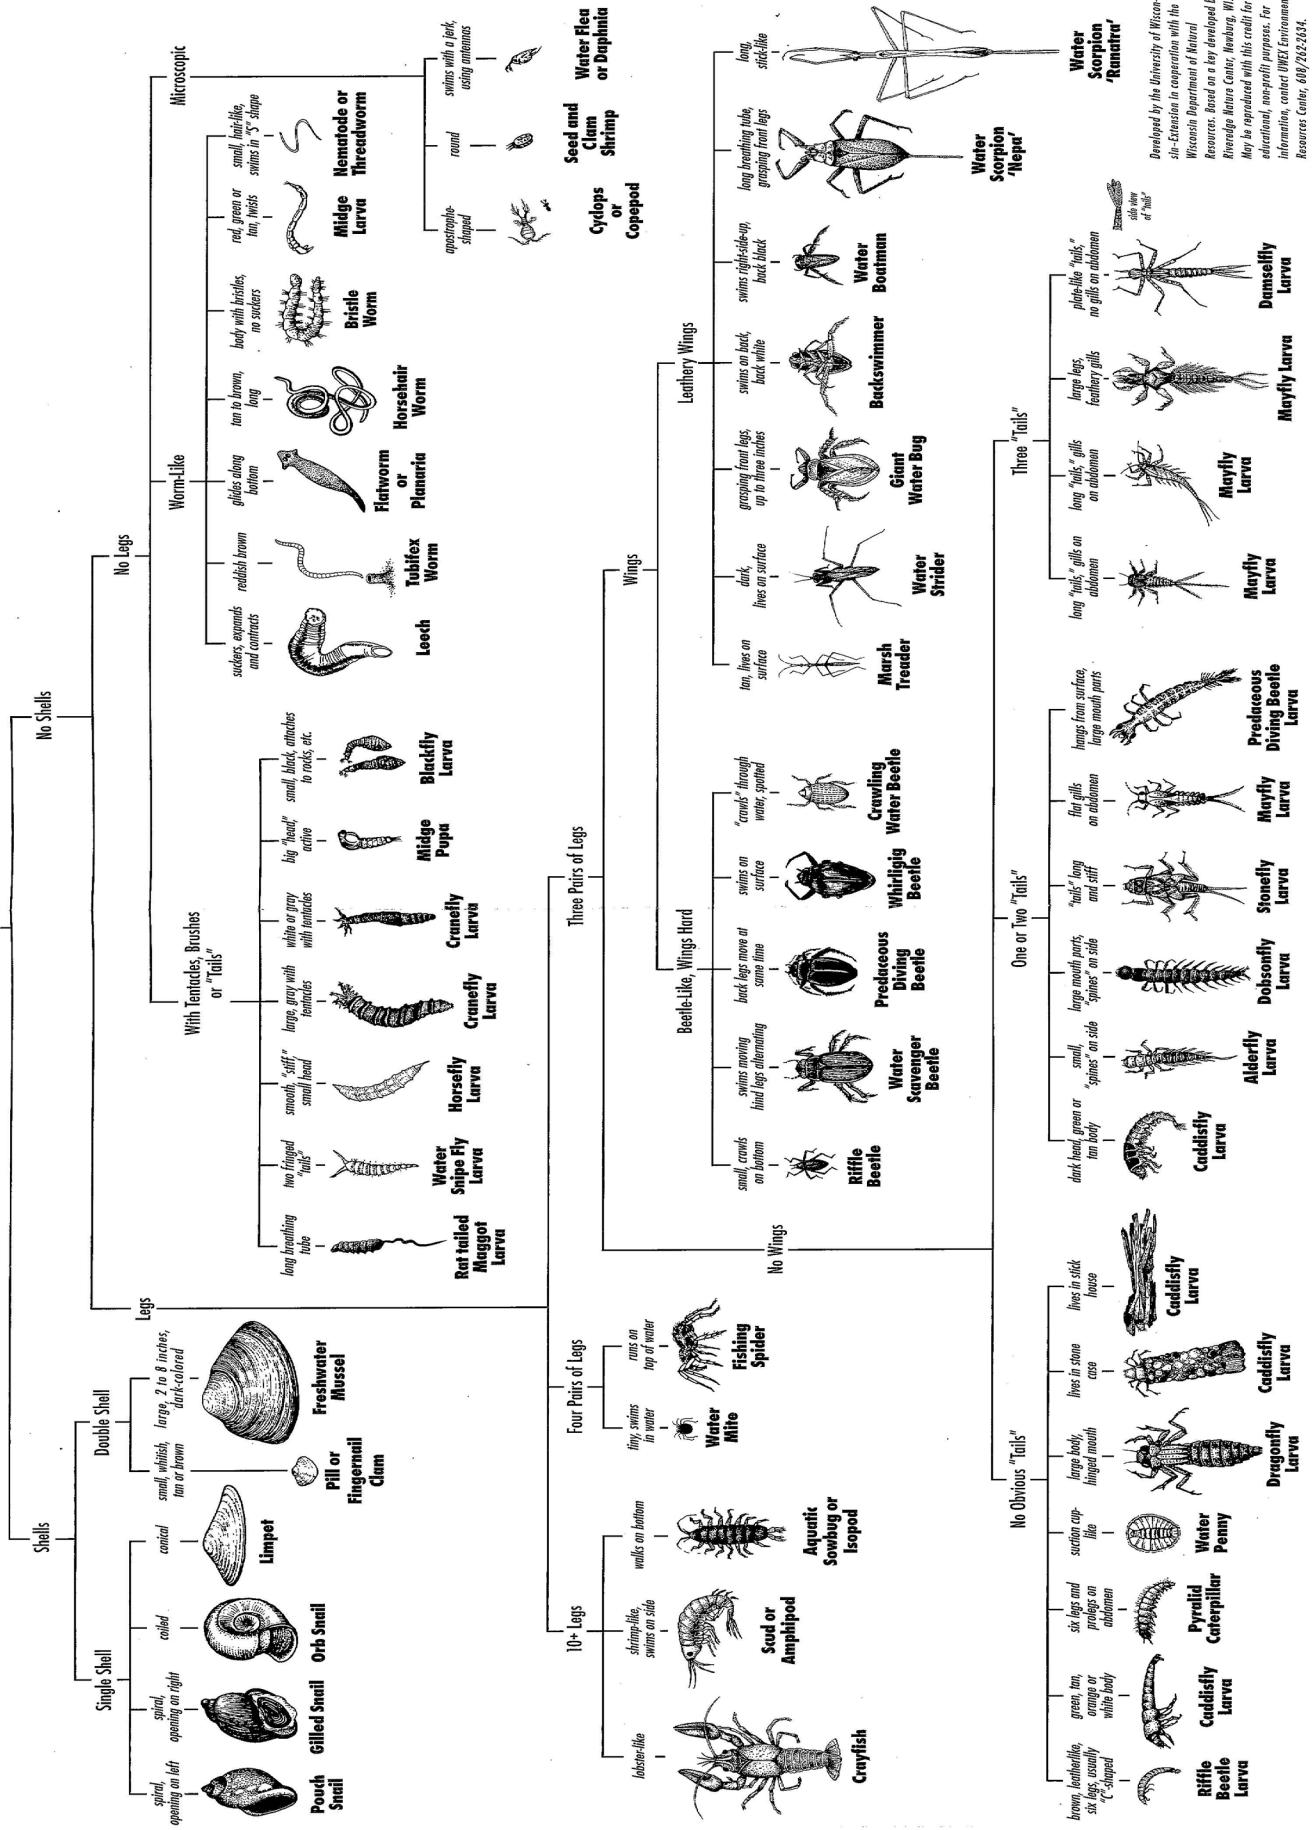 Shells
No Shells
Single Shell
Double Shell
spiral,
opening on left
Pouch
Snail
spiral,
opening on right
Gilled Snail
coiled
Orb Snail
conical
Limpet
small, whitish,
tan or brown
Pill or
Fingernail
Clam
large, 2 to 8 inches,
dark-colored
Freshwater
Mussel
Legs
No Legs
With Tentacles, Brushes
or "Tails"
long breathing
tube
Rat tailed
Maggot
Larva
two fringed
"tails"
Water
Snipe Fly
Larva
smooth, "stiff,"
small head
Horsefly
Larva
large, gray with
tentacles
Cranefly
Larva
white or gray
with tentacles
Cranefly
Larva
big "head,"
active
Midge
Pupa
small, black, attaches
to rocks, etc.
Blackfly
Larva
Worm-Like
suckers, expands
and contracts
Leech
reddish brown
Tubifex
Worm
glides along
bottom
Flatworm
or
Planaria
tan to brown,
long
Horsehair
Worm
body with bristles,
no suckers
Bristle
Worm
red, green or
tan, twists
Midge
Larva
small, hair-like,
swims in "S" shape
Nematode or
Threadworm
Microscopic
apostrophe-
shaped
Cyclops
or
Copepod
round
Seed and
Clam
Shrimp
swims with a jerk,
using antennas
Water Flea
or Daphnia
10+ Legs
lobster-like
Crayfish
shrimp-like,
swims on side
Scud or
Amphipod
walks on bottom
Aquatic
Sowbug or
Isopod
Four Pairs of Legs
tiny, swims
in water
Water
Mite
runs on
top of water
Fishing
Spider
Three Pairs of Legs
No Wings
Wings
Beetle-Like, Wings Hard
small, crawls
on bottom
Riffle
Beetle
swims moving
hind legs alternating
Water
Scavenger
Beetle
back legs move at
same time
Predaceous
Diving
Beetle
swims on
surface
Whirligig
Beetle
"crawls" through
water, spotted
Crawling
Water Beetle
Leathery Wings
tan, lives on
surface
Marsh
Treader
dark,
lives on surface
Water
Strider
grasping front legs,
up to three inches
Giant
Water Bug
swims on back,
back white
Backswimmer
swims right-side-up,
back black
Water
Boatman
long breathing tube,
grasping front legs
Water
Scorpion
'Nepa'
long,
stick-like
Water
Scorpion
'Ranatra'
No Obvious "Tails"
brown, leatherlike,
six legs, usually
"C"-shaped
Riffle
Beetle
Larva
green, tan,
orange or
white body
Caddisfly
Larva
six legs and
prolegs on
abdomen
Pyralid
Caterpillar
suction cup-
like
Water
Penny
large body,
hinged mouth
Dragonfly
Larva
lives in stone
case
Caddisfly
Larva
lives in stick
house
Caddisfly
Larva
One or Two "Tails"
dark head, green or
tan body
Caddisfly
Larva
small,
"spines" on side
Alderfly
Larva
large mouth parts,
"spines" on side
Dobsonfly
Larva
"tails" long
and stiff
Stonefly
Larva
flat gills
on abdomen
Mayfly
Larva
hangs from surface,
large mouth parts
Predaceous
Diving Beetle
Larva
Three "Tails"
long "tails," gills on
abdomen
Mayfly
Larva
long "tails," gills
on abdomen
Mayfly
Larva
large legs,
feathery gills
Mayfly Larva
plate-like "tails,"
no gills on abdomen
Damselfly
Larva
side view
of "tails"
Developed by the University of Wiscon-
sin-Extension in cooperation with the
Wisconsin Department of Natural
Resources. Based on a key developed
Riveredge Nature Center, Newburg, WI.
May be reproduced with this credit for
educational, non-profit purposes. For
information, contact UWEX
Resources Center, 608/262-2634.